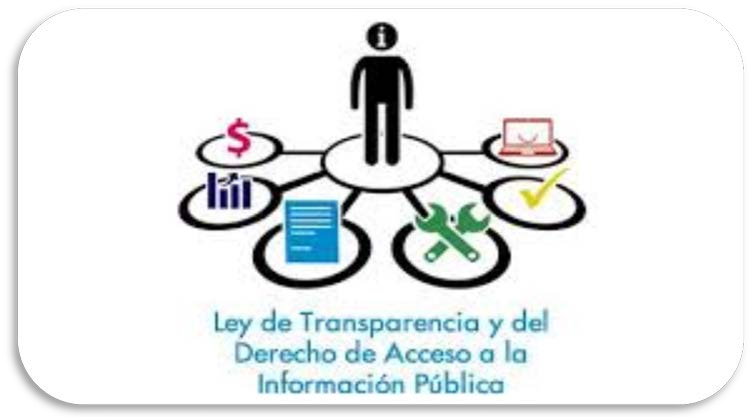 i
$
Ley de Transparencia y del
Derecho de Acceso a la
Información Pública